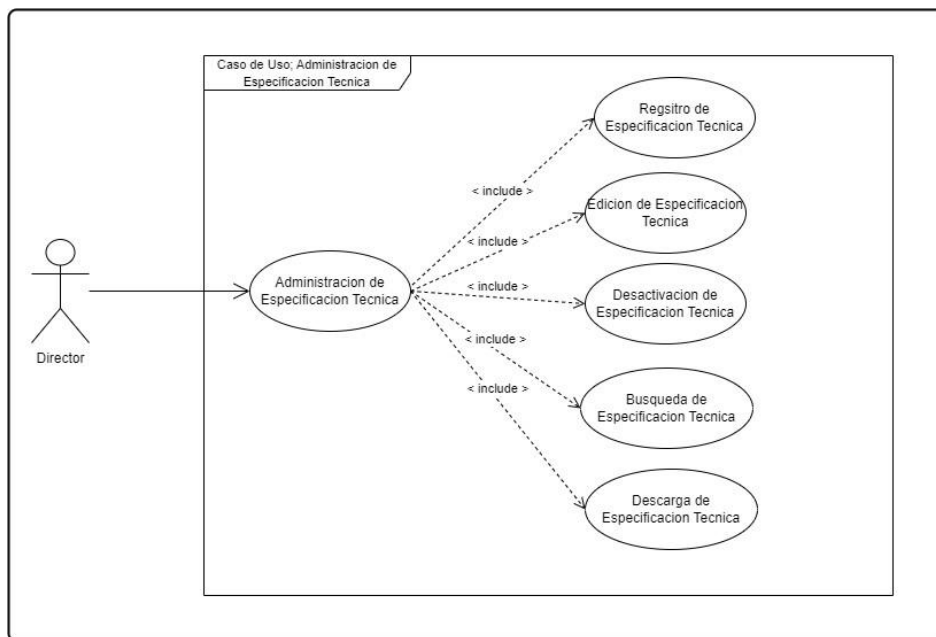 Caso de Uso; Administracion de
Especificacion Tecnica
Regsitro de
Especificacion Tecnica
< include >
Edicion de Especificacion
Tecnica
< include >
Administracion de
Especificacion Tecnica
< include >
Desactivacion de
Especificacion Tecnica
< include >
Director
< include >
Busqueda de
Especificacion Tecnica
Descarga de
Especificacion Tecnica